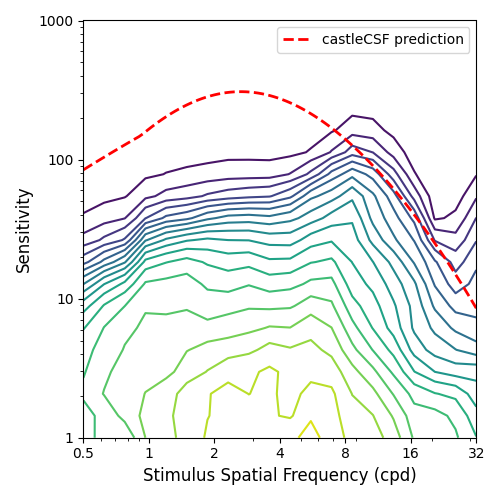 1000
castleCSF prediction
100
Sensitivity
10
1
0.5 1 2 4 8 16 32
Stimulus Spatial Frequency (cpd)